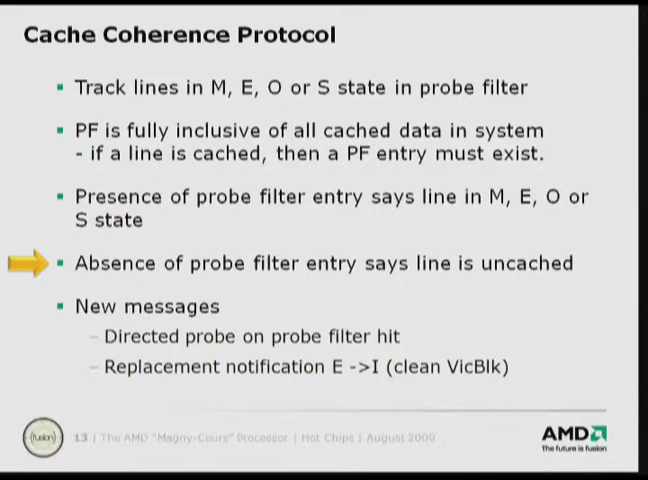 Cache Coherence Protocol
Track lines in M, E, O or S state in probe filter
PF is fully inclusive of all cached data in system
- if a line is cached, then a PF entry must exist.
Presence of probe filter entry says line in M, E, O or
S state
Absence of probe filter entry says line is uncached
New messages
– Directed probe on probe filter hit
– Replacement notification E ->I (clean VicBlk)
(fusion) 13 | The AMD "Magny-Cours" Processor | Hot Chips | August 2009
AMD
The future is fusion